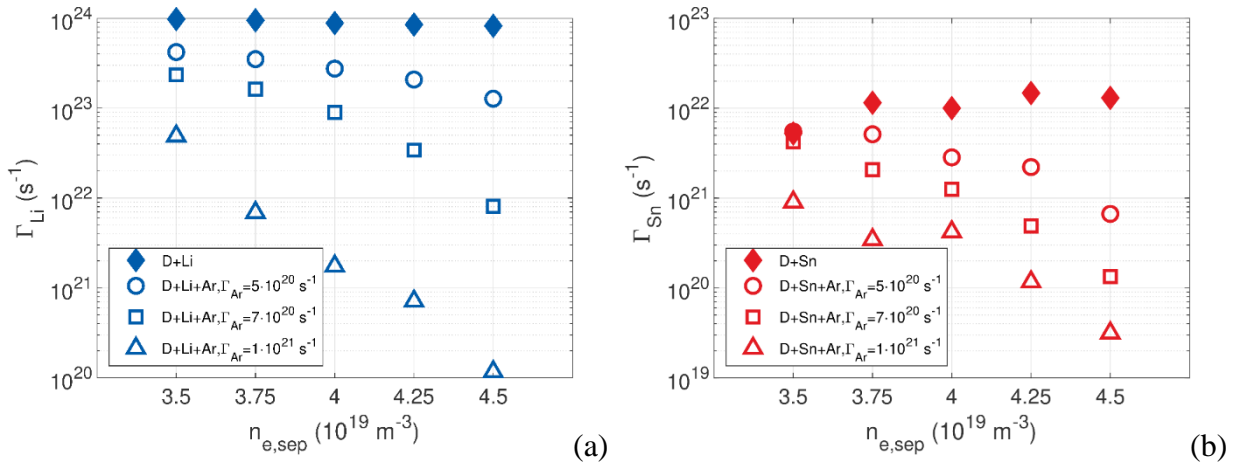 10^24
10^23
10^22
10^21
10^20
Γ_Li (s^-1)
D+Li
D+Li+Ar,Γ_Ar=5·10^20 s^-1
D+Li+Ar,Γ_Ar=7·10^20 s^-1
D+Li+Ar,Γ_Ar=1·10^21 s^-1
3.5 3.75 4 4.25 4.5
n_e,sep (10^19 m^-3)
(a)
10^23
10^22
10^21
10^20
10^19
Γ_Sn (s^-1)
D+Sn
D+Sn+Ar,Γ_Ar=5·10^20 s^-1
D+Sn+Ar,Γ_Ar=7·10^20 s^-1
D+Sn+Ar,Γ_Ar=1·10^21 s^-1
3.5 3.75 4 4.25 4.5
n_e,sep (10^19 m^-3)
(b)